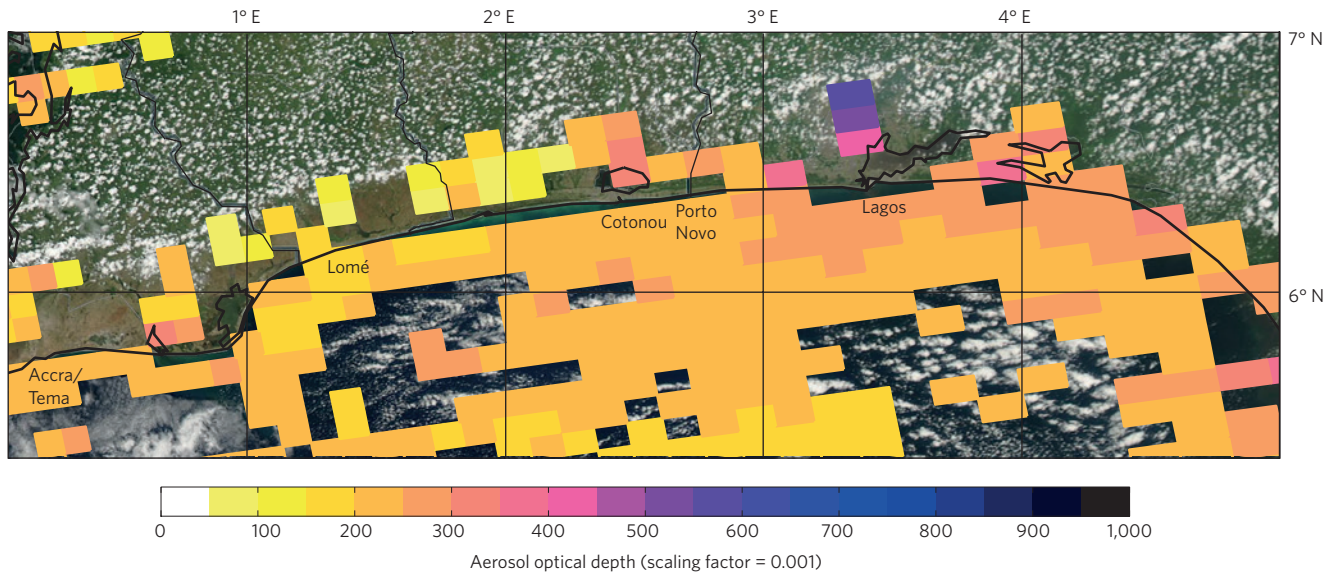 1° E
2° E
3° E
4° E
7° N
Lagos
Porto
Novo
Cotonou
Lomé
6° N
Accra/
Tema
0
100
200
300
400
500
600
700
800
900
1,000
Aerosol optical depth (scaling factor = 0.001)